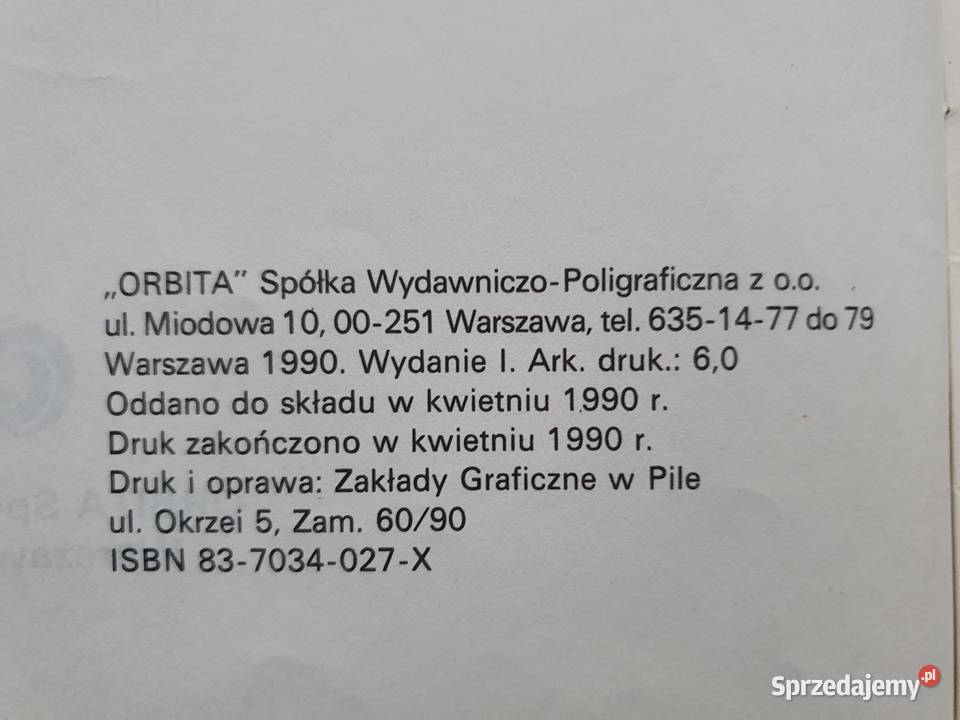 „ORBITA” Spółka Wydawniczo-Poligraficzna z o.o.
ul. Miodowa 10, 00-251 Warszawa, tel. 635-14-77 do 79
Warszawa 1990. Wydanie I. Ark. druk.: 6,0
Oddano do składu w kwietniu 1990 r.
Druk zakończono w kwietniu 1990 r.
Druk i oprawa: Zakłady Graficzne w Pile
ul. Okrzei 5, Zam. 60/90
ISBN 83-7034-027-X
Sprzedajemy.pl